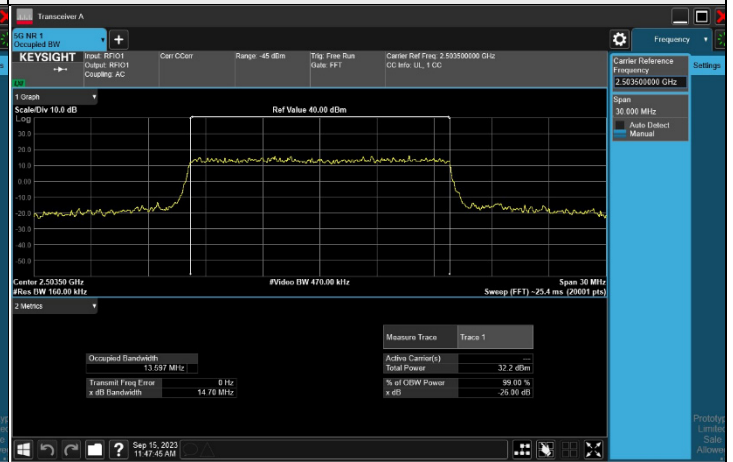 Transceiver A
5G NR 1
Occupied BW
Frequency
KEYSIGHT
Input: RFIO1
Output: RFIO1
Coupling: AC
Corr CCorr
Range: -45 dBm
Trig: Free Run
Gate: FFT
Carrier Ref Freq: 2.503500000 GHz
CC Info: UL, 1 CC
Carrier Reference
Frequency
2.503500000 GHz
Settings
Span
30.000 MHz
Auto Detect
Manual
1 Graph
Scale/Div 10.0 dB
Ref Value 40.00 dBm
Log
30.0
20.0
10.0
0.00
-10.0
-20.0
-30.0
-40.0
-50.0
Center 2.50350 GHz
#Video BW 470.00 kHz
Span 30 MHz
#Res BW 160.00 kHz
Sweep (FFT) ~25.4 ms (20001 pts)
2 Metrics
Measure Trace
Trace 1
Occupied Bandwidth
13.597 MHz
Active Carrier(s)
---
Total Power
32.2 dBm
Transmit Freq Error
0 Hz
% of OBW Power
99.00 %
x dB Bandwidth
14.70 MHz
x dB
-26.00 dB
Sep 15, 2023
11:47:45 AM
?